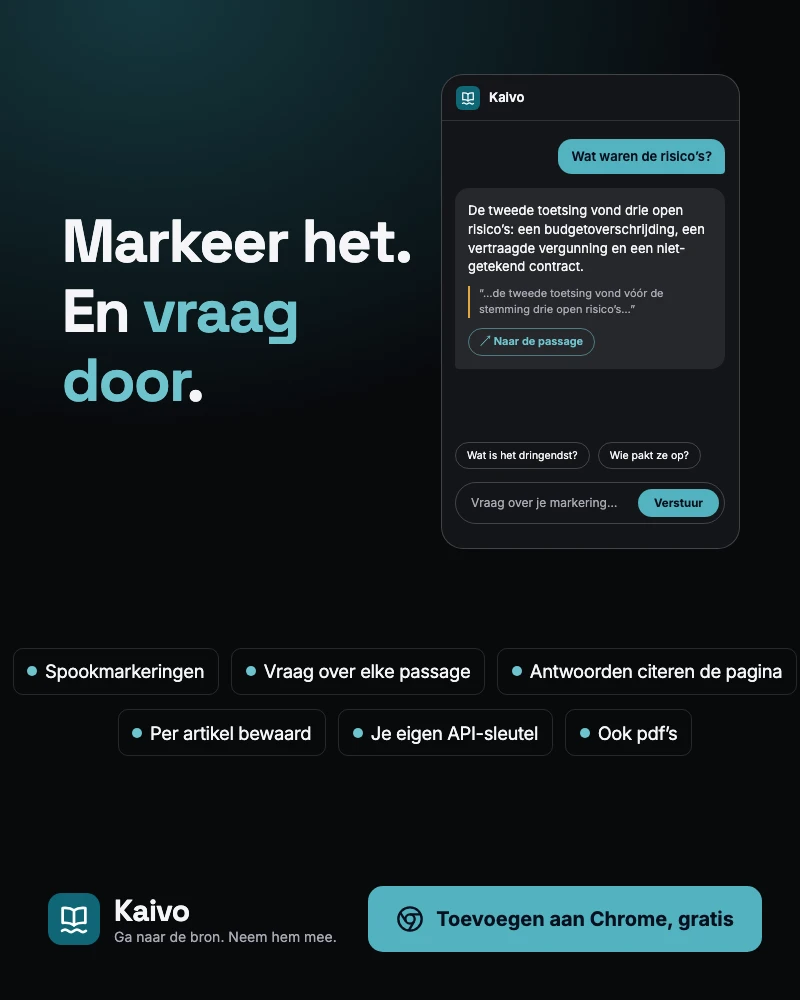 Markeer het.
En vraag
door.
Kaivo
Wat waren de risico's?
De tweede toetsing vond drie open
risico's: een budgetoverschrijding, een
vertraagde vergunning en een niet-
getekend contract.
"...de tweede toetsing vond vóór de
stemming drie open risico's..."
↗ Naar de passage
Wat is het dringendst?
Wie pakt ze op?
Vraag over je markering...
Verstuur
Spookmarkeringen
Vraag over elke passage
Antwoorden citeren de pagina
Per artikel bewaard
Je eigen API-sleutel
Ook pdf's
Kaivo
Ga naar de bron. Neem hem mee.
Toevoegen aan Chrome, gratis